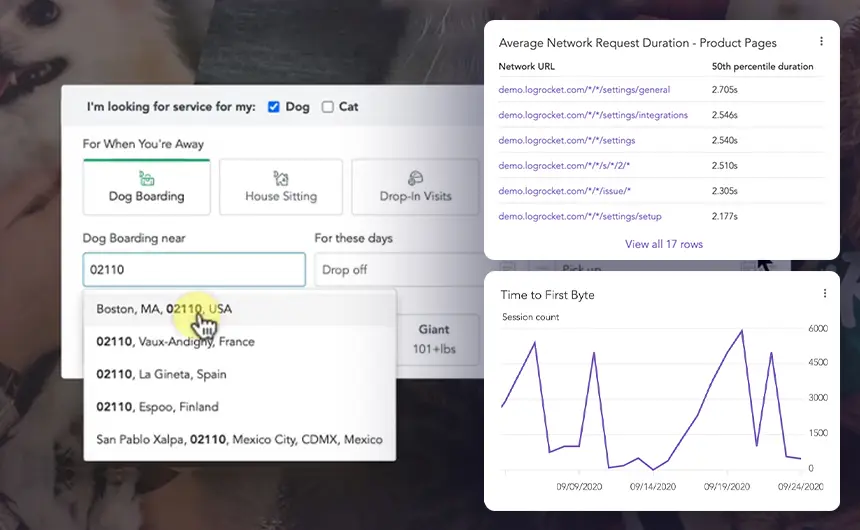 I'm looking for service for my: Dog Cat
For When You're Away
Dog Boarding
House Sitting
Drop-In Visits
Dog Boarding near
For these days
02110
Drop off
Pick up
Boston, MA, 02110, USA
02110, Vaux-Andigny, France
02110, La Gineta, Spain
02110, Espoo, Finland
San Pablo Xalpa, 02110, Mexico City, CDMX, Mexico
Giant
101+lbs
Average Network Request Duration - Product Pages
Network URL 50th percentile duration
demo.logrocket.com/*/*/settings/general 2.705s
demo.logrocket.com/*/*/settings/integrations 2.546s
demo.logrocket.com/*/*/settings 2.540s
demo.logrocket.com/*/*/s/*/2/* 2.510s
demo.logrocket.com/*/*/issue/* 2.305s
demo.logrocket.com/*/*/settings/setup 2.177s
View all 17 rows
Time to First Byte
Session count
6000
4500
3000
1500
0
09/09/2020 09/14/2020 09/19/2020 09/24/2020